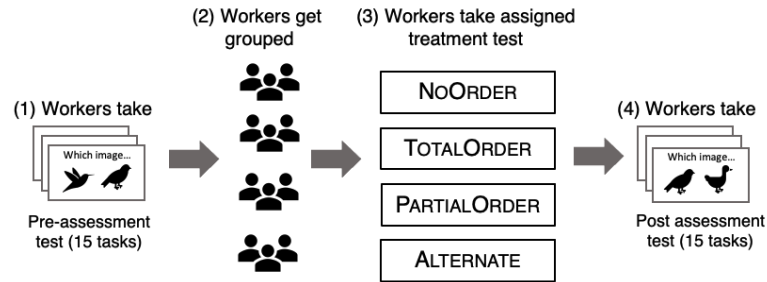 (1) Workers take
Which image...
Pre-assessment
test (15 tasks)
(2) Workers get
grouped
(3) Workers take assigned
treatment test
NOORDER
TOTALORDER
PARTIALORDER
ALTERNATE
(4) Workers take
Which image...
Post assessment
test (15 tasks)